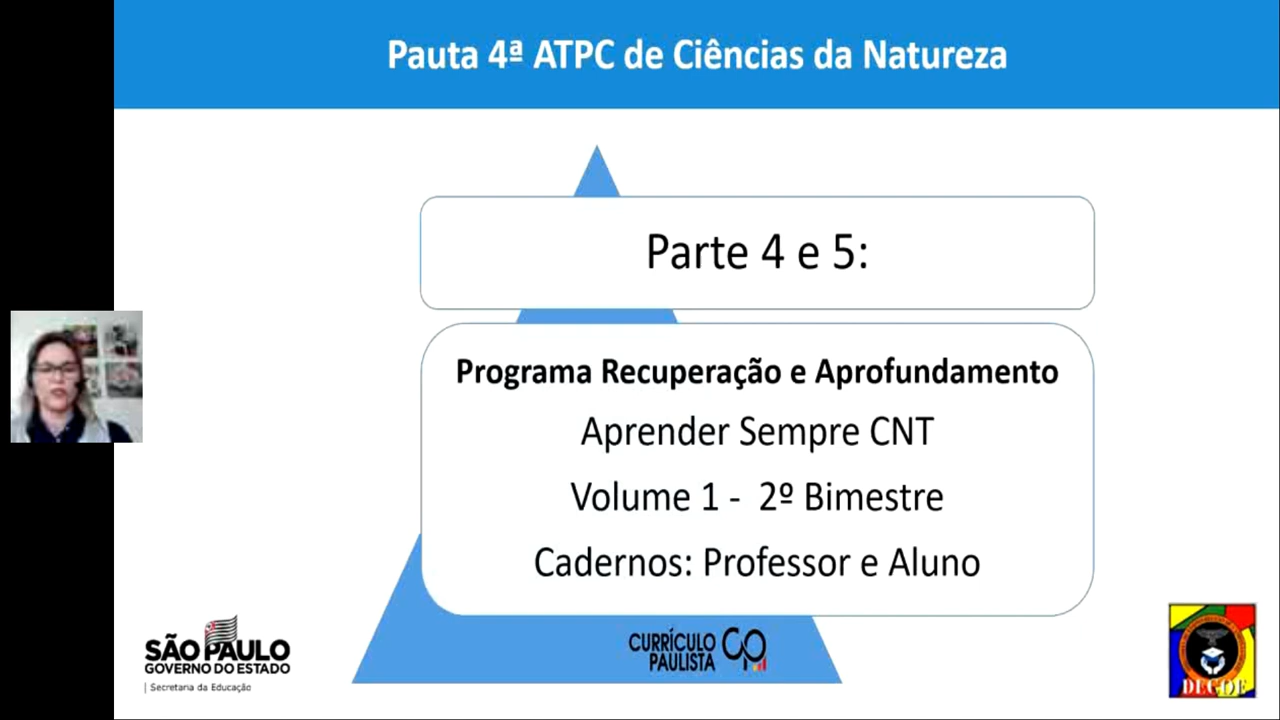 Pauta 4ª ATPC de Ciências da Natureza
Parte 4 e 5:
Programa Recuperação e Aprofundamento
Aprender Sempre CNT
Volume 1 - 2º Bimestre
Cadernos: Professor e Aluno
SÃO PAULO
GOVERNO DO ESTADO
Secretaria da Educação
CURRÍCULO
PAULISTA